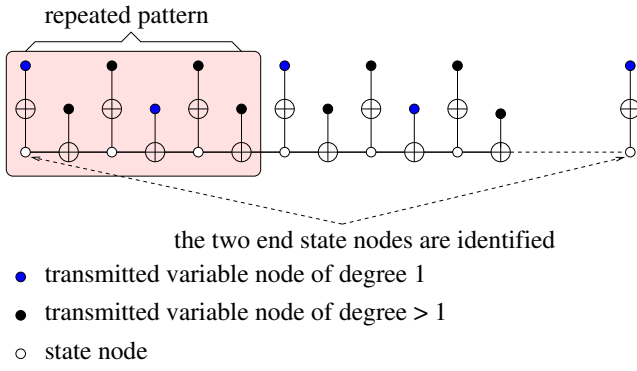 repeated pattern
the two end state nodes are identified
transmitted variable node of degree 1
transmitted variable node of degree > 1
state node